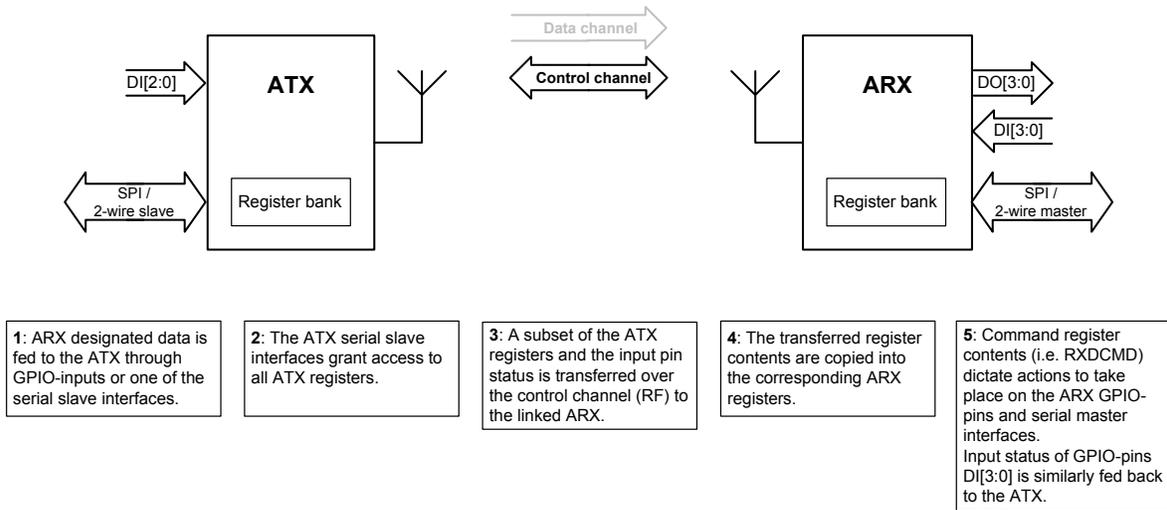 Data channel
Control channel
DI[2:0]
ATX
SPI /
2-wire slave
Register bank
ARX
DO[3:0]
DI[3:0]
Register bank
SPI /
2-wire master
1: ARX designated data is
fed to the ATX through
GPIO-inputs or one of the
serial slave interfaces.
2: The ATX serial slave
interfaces grant access to
all ATX registers.
3: A subset of the ATX
registers and the input pin
status is transferred over
the control channel (RF) to
the linked ARX.
4: The transferred register
contents are copied into
the corresponding ARX
registers.
5: Command register
contents (i.e. RXDCMD)
dictate actions to take
place on the ARX GPIO-
pins and serial master
interfaces.
Input status of GPIO-pins
DI[3:0] is similarly fed back
to the ATX.